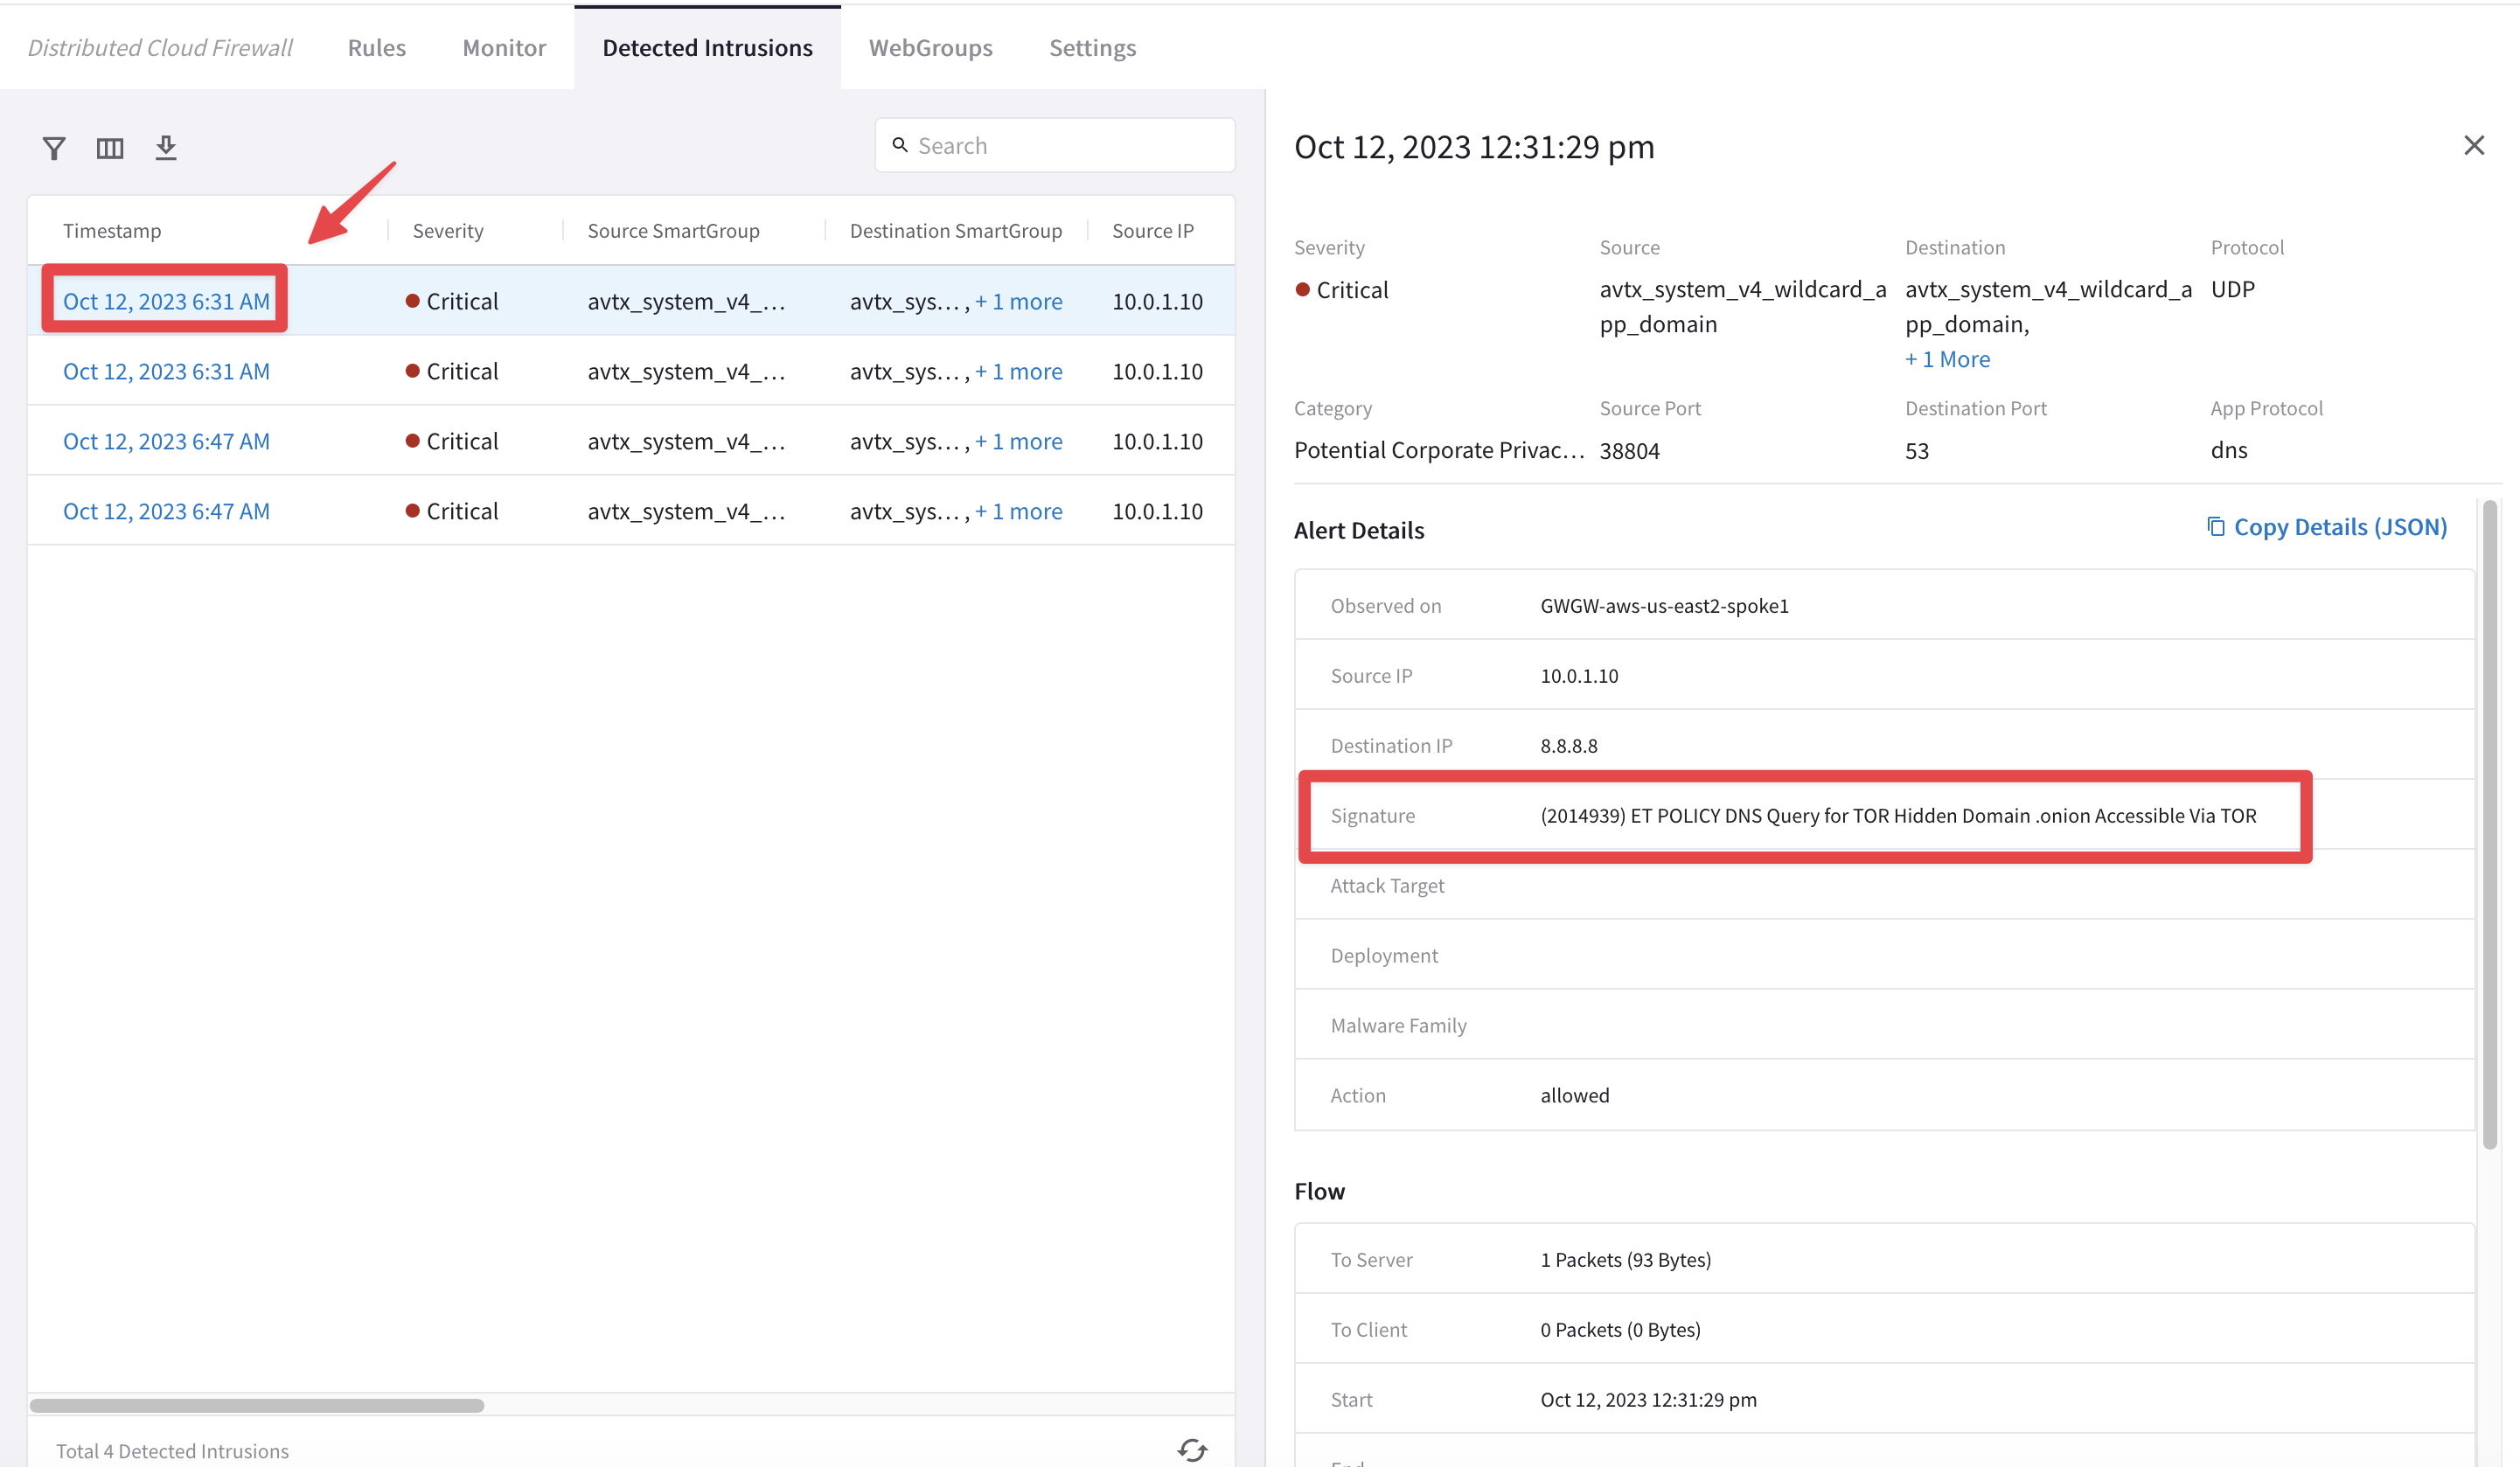 Distributed Cloud Firewall Rules Monitor Detected Intrusions WebGroups Settings
Search
Timestamp Severity Source SmartGroup Destination SmartGroup Source IP
Oct 12, 2023 6:31 AM Critical avtx_system_v4_... avtx_sys... , + 1 more 10.0.1.10
Oct 12, 2023 6:31 AM Critical avtx_system_v4_... avtx_sys... , + 1 more 10.0.1.10
Oct 12, 2023 6:47 AM Critical avtx_system_v4_... avtx_sys... , + 1 more 10.0.1.10
Oct 12, 2023 6:47 AM Critical avtx_system_v4_... avtx_sys... , + 1 more 10.0.1.10
Total 4 Detected Intrusions
Oct 12, 2023 12:31:29 pm
Severity Source Destination Protocol
Critical avtx_system_v4_wildcard_a avtx_system_v4_wildcard_a UDP
pp_domain pp_domain,
+ 1 More
Category Source Port Destination Port App Protocol
Potential Corporate Privac... 38804 53 dns
Alert Details Copy Details (JSON)
Observed on GWGW-aws-us-east2-spoke1
Source IP 10.0.1.10
Destination IP 8.8.8.8
Signature (2014939) ET POLICY DNS Query for TOR Hidden Domain .onion Accessible Via TOR
Attack Target
Deployment
Malware Family
Action allowed
Flow
To Server 1 Packets (93 Bytes)
To Client 0 Packets (0 Bytes)
Start Oct 12, 2023 12:31:29 pm